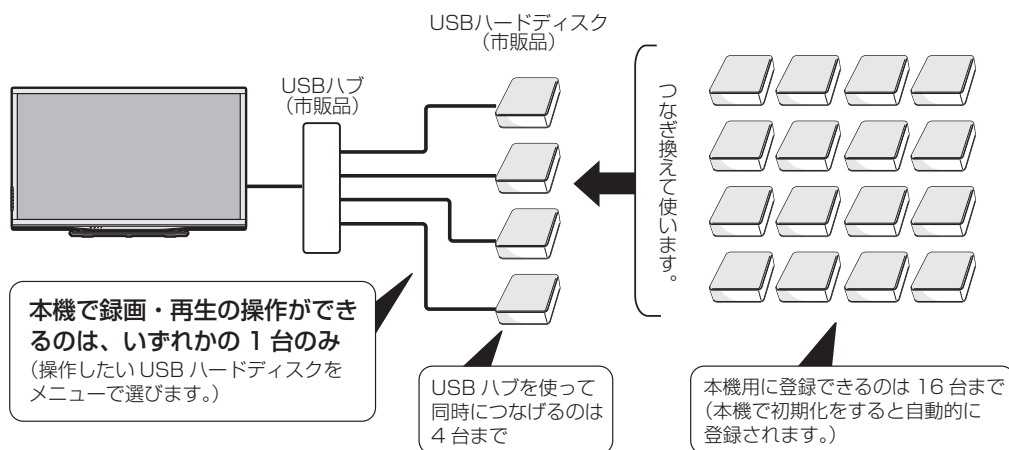 USBハードディスク
（市販品）
USBハブ
（市販品）
つなぎ換えて使います。
本機で録画・再生の操作ができ
るのは、いずれかの 1 台のみ
（操作したい USB ハードディスクを
メニューで選びます。）
USB ハブを使って
同時につなげるのは
4 台まで
本機用に登録できるのは 16 台まで
（本機で初期化をすると自動的に
登録されます。）